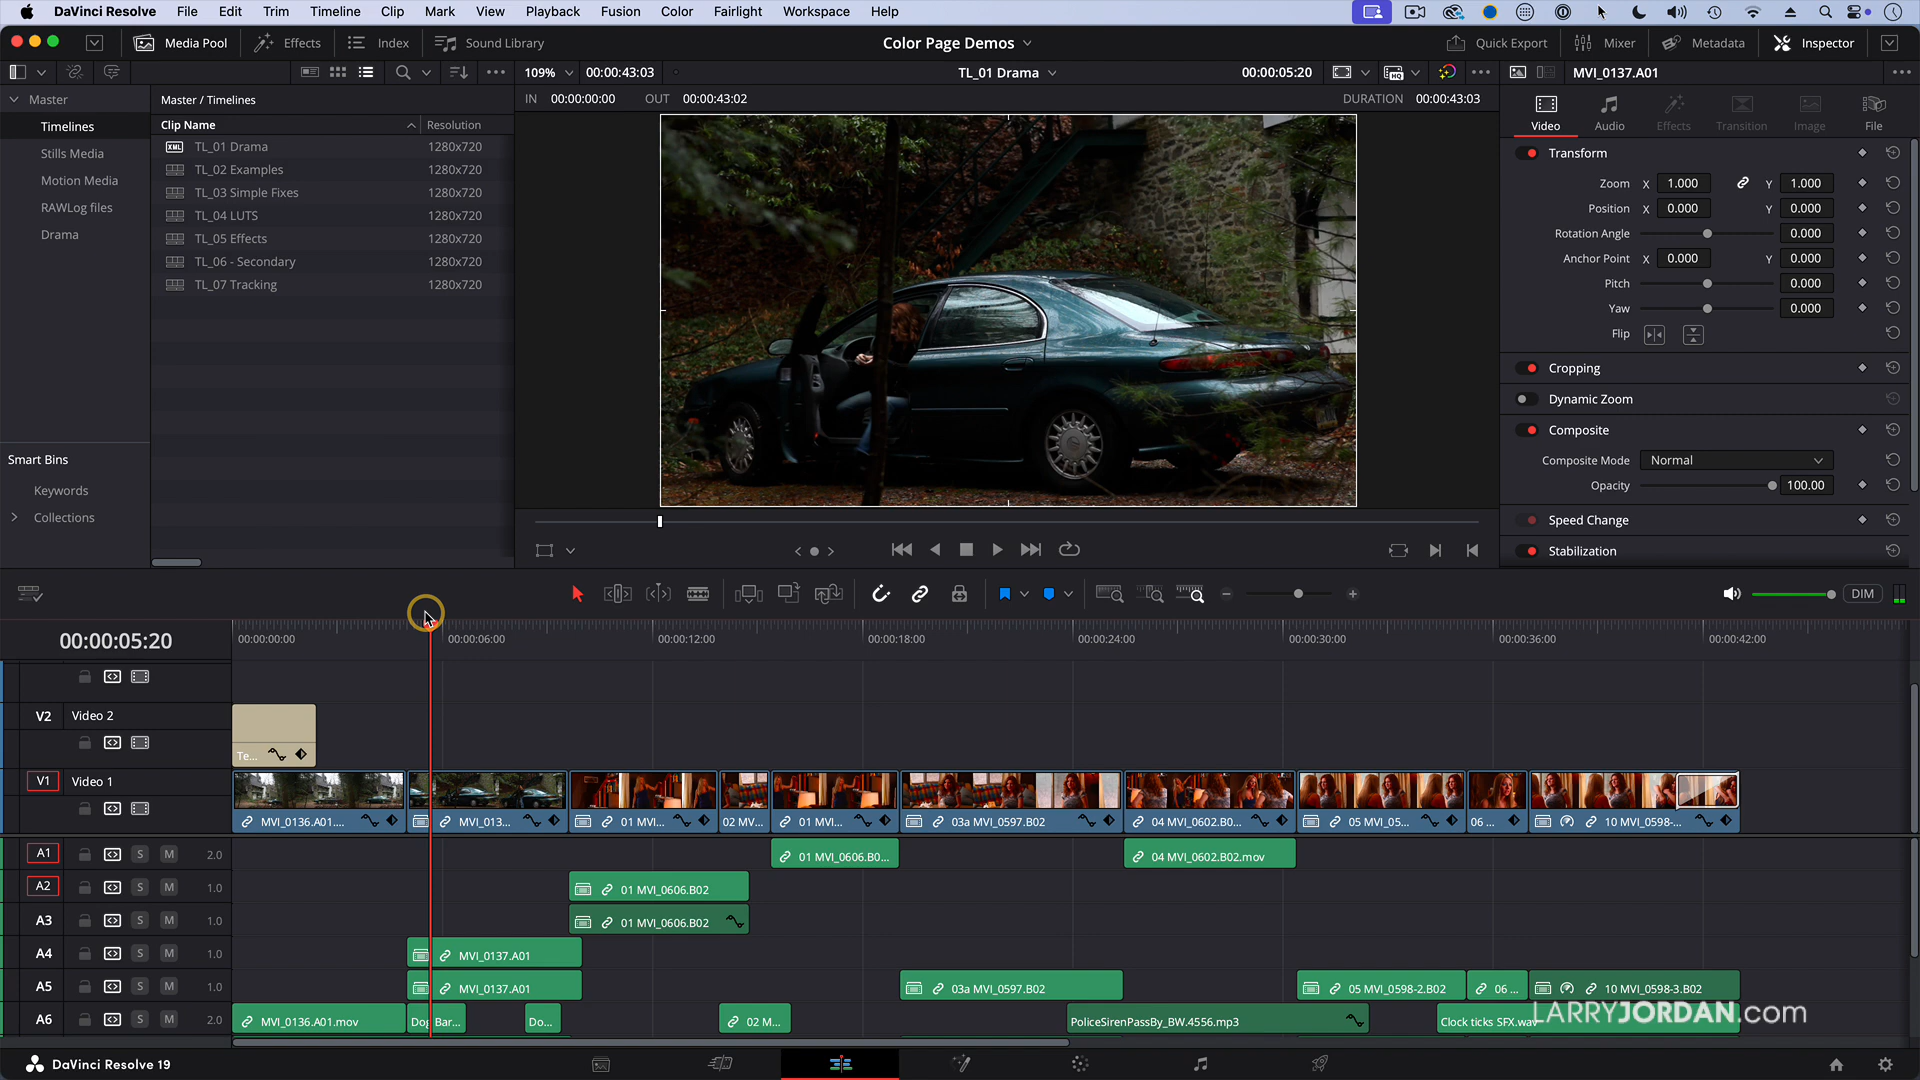 DaVinci Resolve File Edit Trim Timeline Clip Mark View Playback Fusion Color Fairlight Workspace Help
Media Pool Effects Index Sound Library Color Page Demos Quick Export Mixer Metadata Inspector
109% 00:00:43:03 TL_01 Drama 00:00:05:20 MVI_0137.A01
Master
Master / Timelines
IN 00:00:00:00 OUT 00:00:43:02 DURATION 00:00:43:03
Timelines
Clip Name Resolution
Video Audio Effects Transition Image File
Stills Media
Motion Media
RAWLog files
Drama
TL_01 Drama 1280x720
TL_02 Examples 1280x720
TL_03 Simple Fixes 1280x720
TL_04 LUTS 1280x720
TL_05 Effects 1280x720
TL_06 - Secondary 1280x720
TL_07 Tracking 1280x720
Transform
Zoom X 1.000 Y 1.000
Position X 0.000 Y 0.000
Rotation Angle 0.000
Anchor Point X 0.000 Y 0.000
Pitch 0.000
Yaw 0.000
Flip
Cropping
Dynamic Zoom
Composite
Composite Mode Normal
Opacity 100.00
Speed Change
Stabilization
Smart Bins
Keywords
Collections
DIM
00:00:05:20 00:00:00:00 00:00:06:00 00:00:12:00 00:00:18:00 00:00:24:00 00:00:30:00 00:00:36:00 00:00:42:00
V2 Video 2
Te...
V1 Video 1
MVI_0136.A01.... MVI_013... 01 MVI... 02 MV... 01 MVI... 03a MVI_0597.B02 04 MVI_0602.B0... 05 MVI_05... 06 ... 10 MVI_0598-...
A1 S M 2.0 01 MVI_0606.B0... 04 MVI_0602.B02.mov
A2 S M 1.0 01 MVI_0606.B02
A3 S M 1.0 01 MVI_0606.B02
A4 S M 1.0 MVI_0137.A01
A5 S M 1.0 MVI_0137.A01 03a MVI_0597.B02 05 MVI_0598-2.B02 06 ... 10 MVI_0598-3.B02
A6 S M 2.0 MVI_0136.A01.mov Dog Bar... Do... 02 M... PoliceSirenPassBy_BW.4556.mp3 Clock ticks SFX.wav
LARRYJORDAN.com
DaVinci Resolve 19